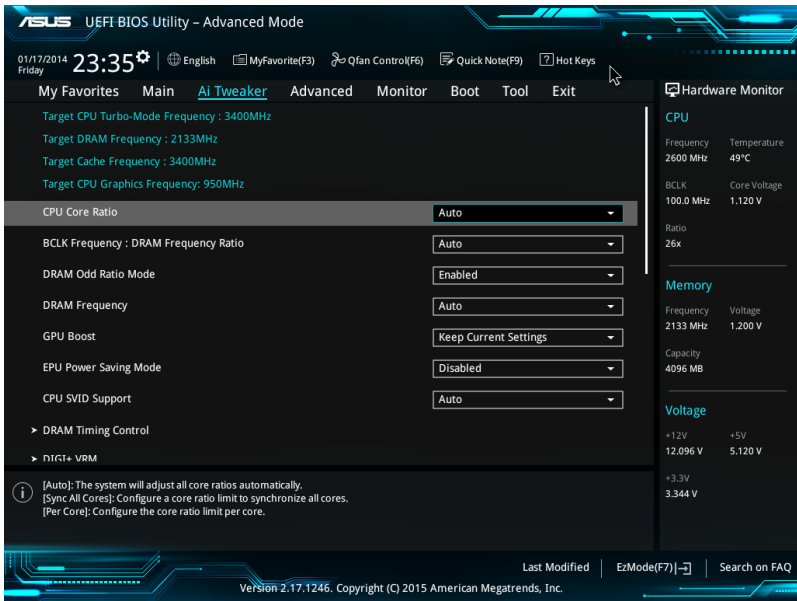 ASUS UEFI BIOS Utility – Advanced Mode
01/17/2014 Friday 23:35 English MyFavorite(F3) Qfan Control(F6) Quick Note(F9) ? Hot Keys
My Favorites Main Ai Tweaker Advanced Monitor Boot Tool Exit
Target CPU Turbo-Mode Frequency : 3400MHz
Target DRAM Frequency : 2133MHz
Target Cache Frequency : 3400MHz
Target CPU Graphics Frequency: 950MHz
CPU Core Ratio Auto
BCLK Frequency : DRAM Frequency Ratio Auto
DRAM Odd Ratio Mode Enabled
DRAM Frequency Auto
GPU Boost Keep Current Settings
EPU Power Saving Mode Disabled
CPU SVID Support Auto
> DRAM Timing Control
> DIGI+ VRM
[Auto]: The system will adjust all core ratios automatically.
[Sync All Cores]: Configure a core ratio limit to synchronize all cores.
[Per Core]: Configure the core ratio limit per core.
Hardware Monitor
CPU
Frequency Temperature
2600 MHz 49°C
BCLK Core Voltage
100.0 MHz 1.120 V
Ratio
26x
Memory
Frequency Voltage
2133 MHz 1.200 V
Capacity
4096 MB
Voltage
+12V +5V
12.096 V 5.120 V
+3.3V
3.344 V
Last Modified EzMode(F7) Search on FAQ
Version 2.17.1246. Copyright (C) 2015 American Megatrends, Inc.